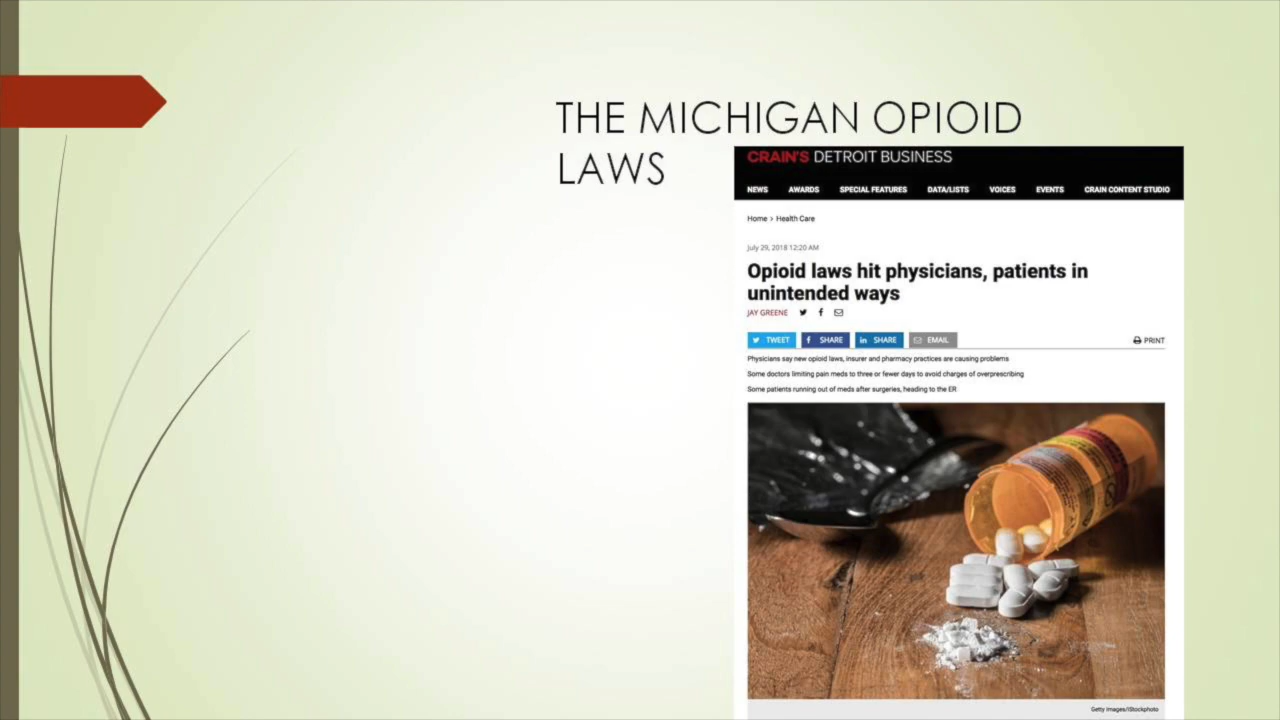 THE MICHIGAN OPIOID
LAWS
CRAIN'S DETROIT BUSINESS
NEWS AWARDS SPECIAL FEATURES DATA/LISTS VOICES EVENTS CRAIN CONTENT STUDIO
Home > Health Care
July 29, 2018 12:20 AM
Opioid laws hit physicians, patients in
unintended ways
JAY GREENE
TWEET SHARE SHARE EMAIL PRINT
Physicians say new opioid laws, insurer and pharmacy practices are causing problems
Some doctors limiting pain meds to three or fewer days to avoid charges of overprescribing
Some patients running out of meds after surgeries, heading to the ER
Getty Images/iStockphoto